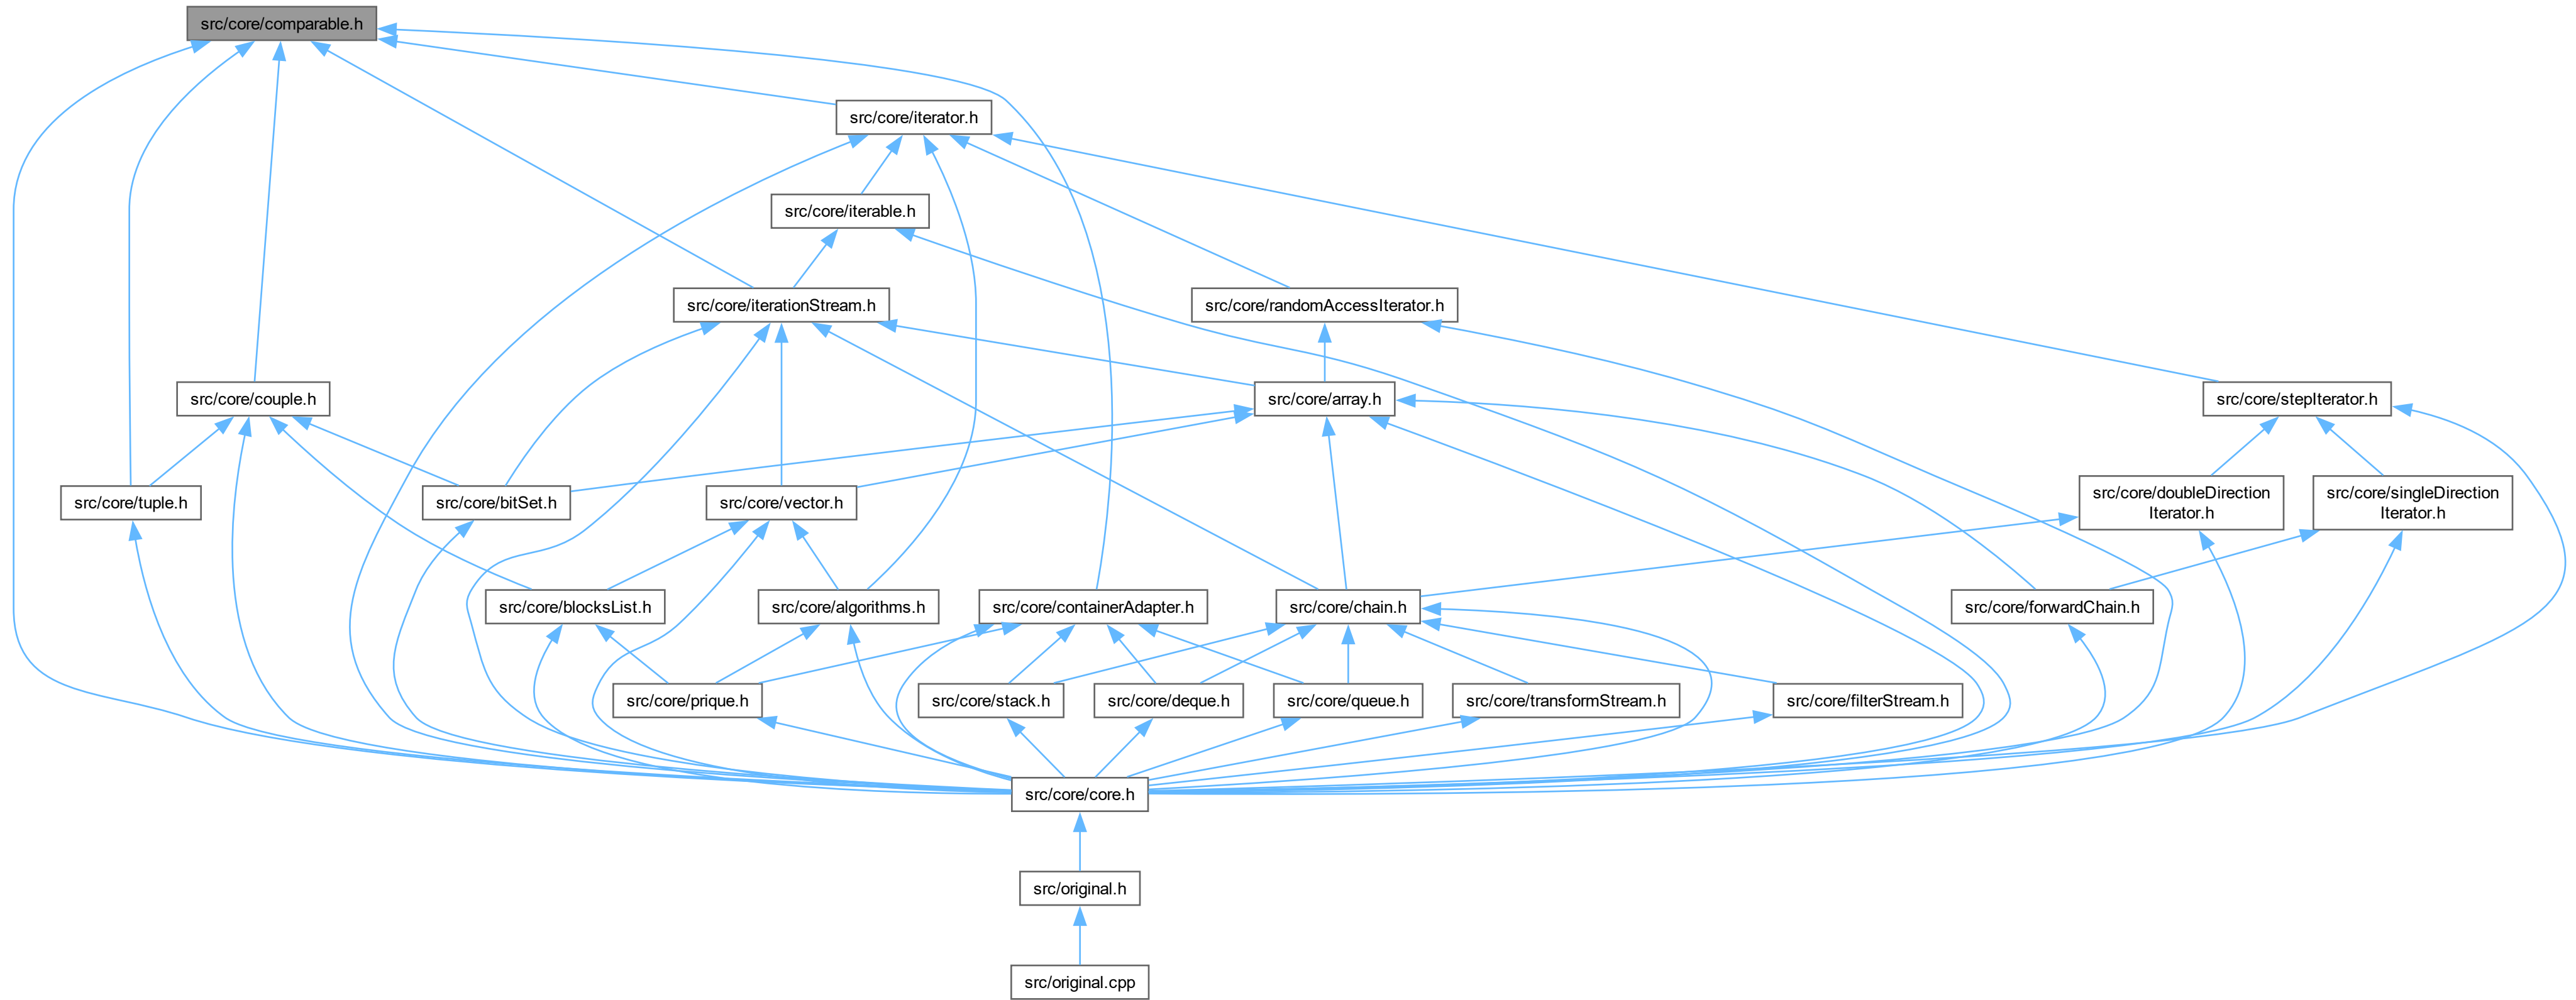 src/core/comparable.h
src/core/iterator.h
src/core/iterable.h
src/core/iterationStream.h
src/core/randomAccessIterator.h
src/core/couple.h
src/core/array.h
src/core/stepIterator.h
src/core/tuple.h
src/core/bitSet.h
src/core/vector.h
src/core/doubleDirection
Iterator.h
src/core/singleDirection
Iterator.h
src/core/blocksList.h
src/core/algorithms.h
src/core/containerAdapter.h
src/core/chain.h
src/core/forwardChain.h
src/core/prique.h
src/core/stack.h
src/core/deque.h
src/core/queue.h
src/core/transformStream.h
src/core/filterStream.h
src/core/core.h
src/original.h
src/original.cpp